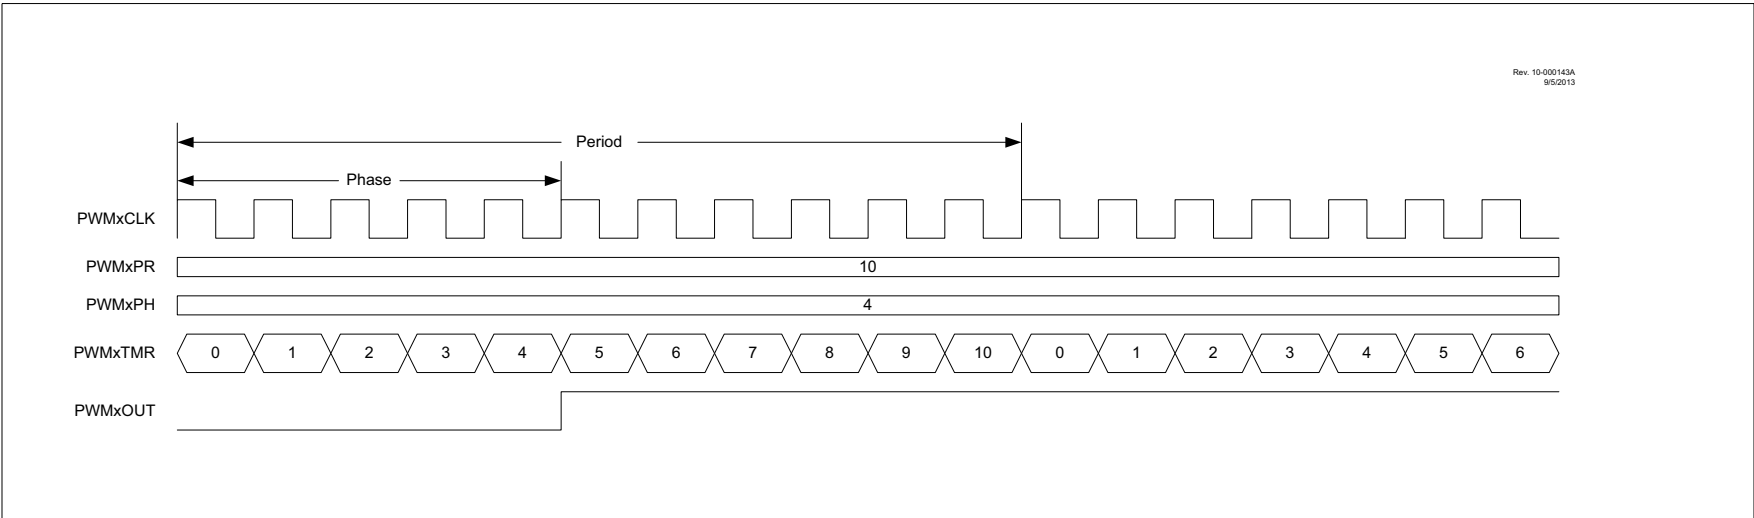 Rev. 10-000143A
9/5/2013
Period
Phase
PWMxCLK
PWMxPR 10
PWMxPH 4
PWMxTMR 0 1 2 3 4 5 6 7 8 9 10 0 1 2 3 4 5 6
PWMxOUT